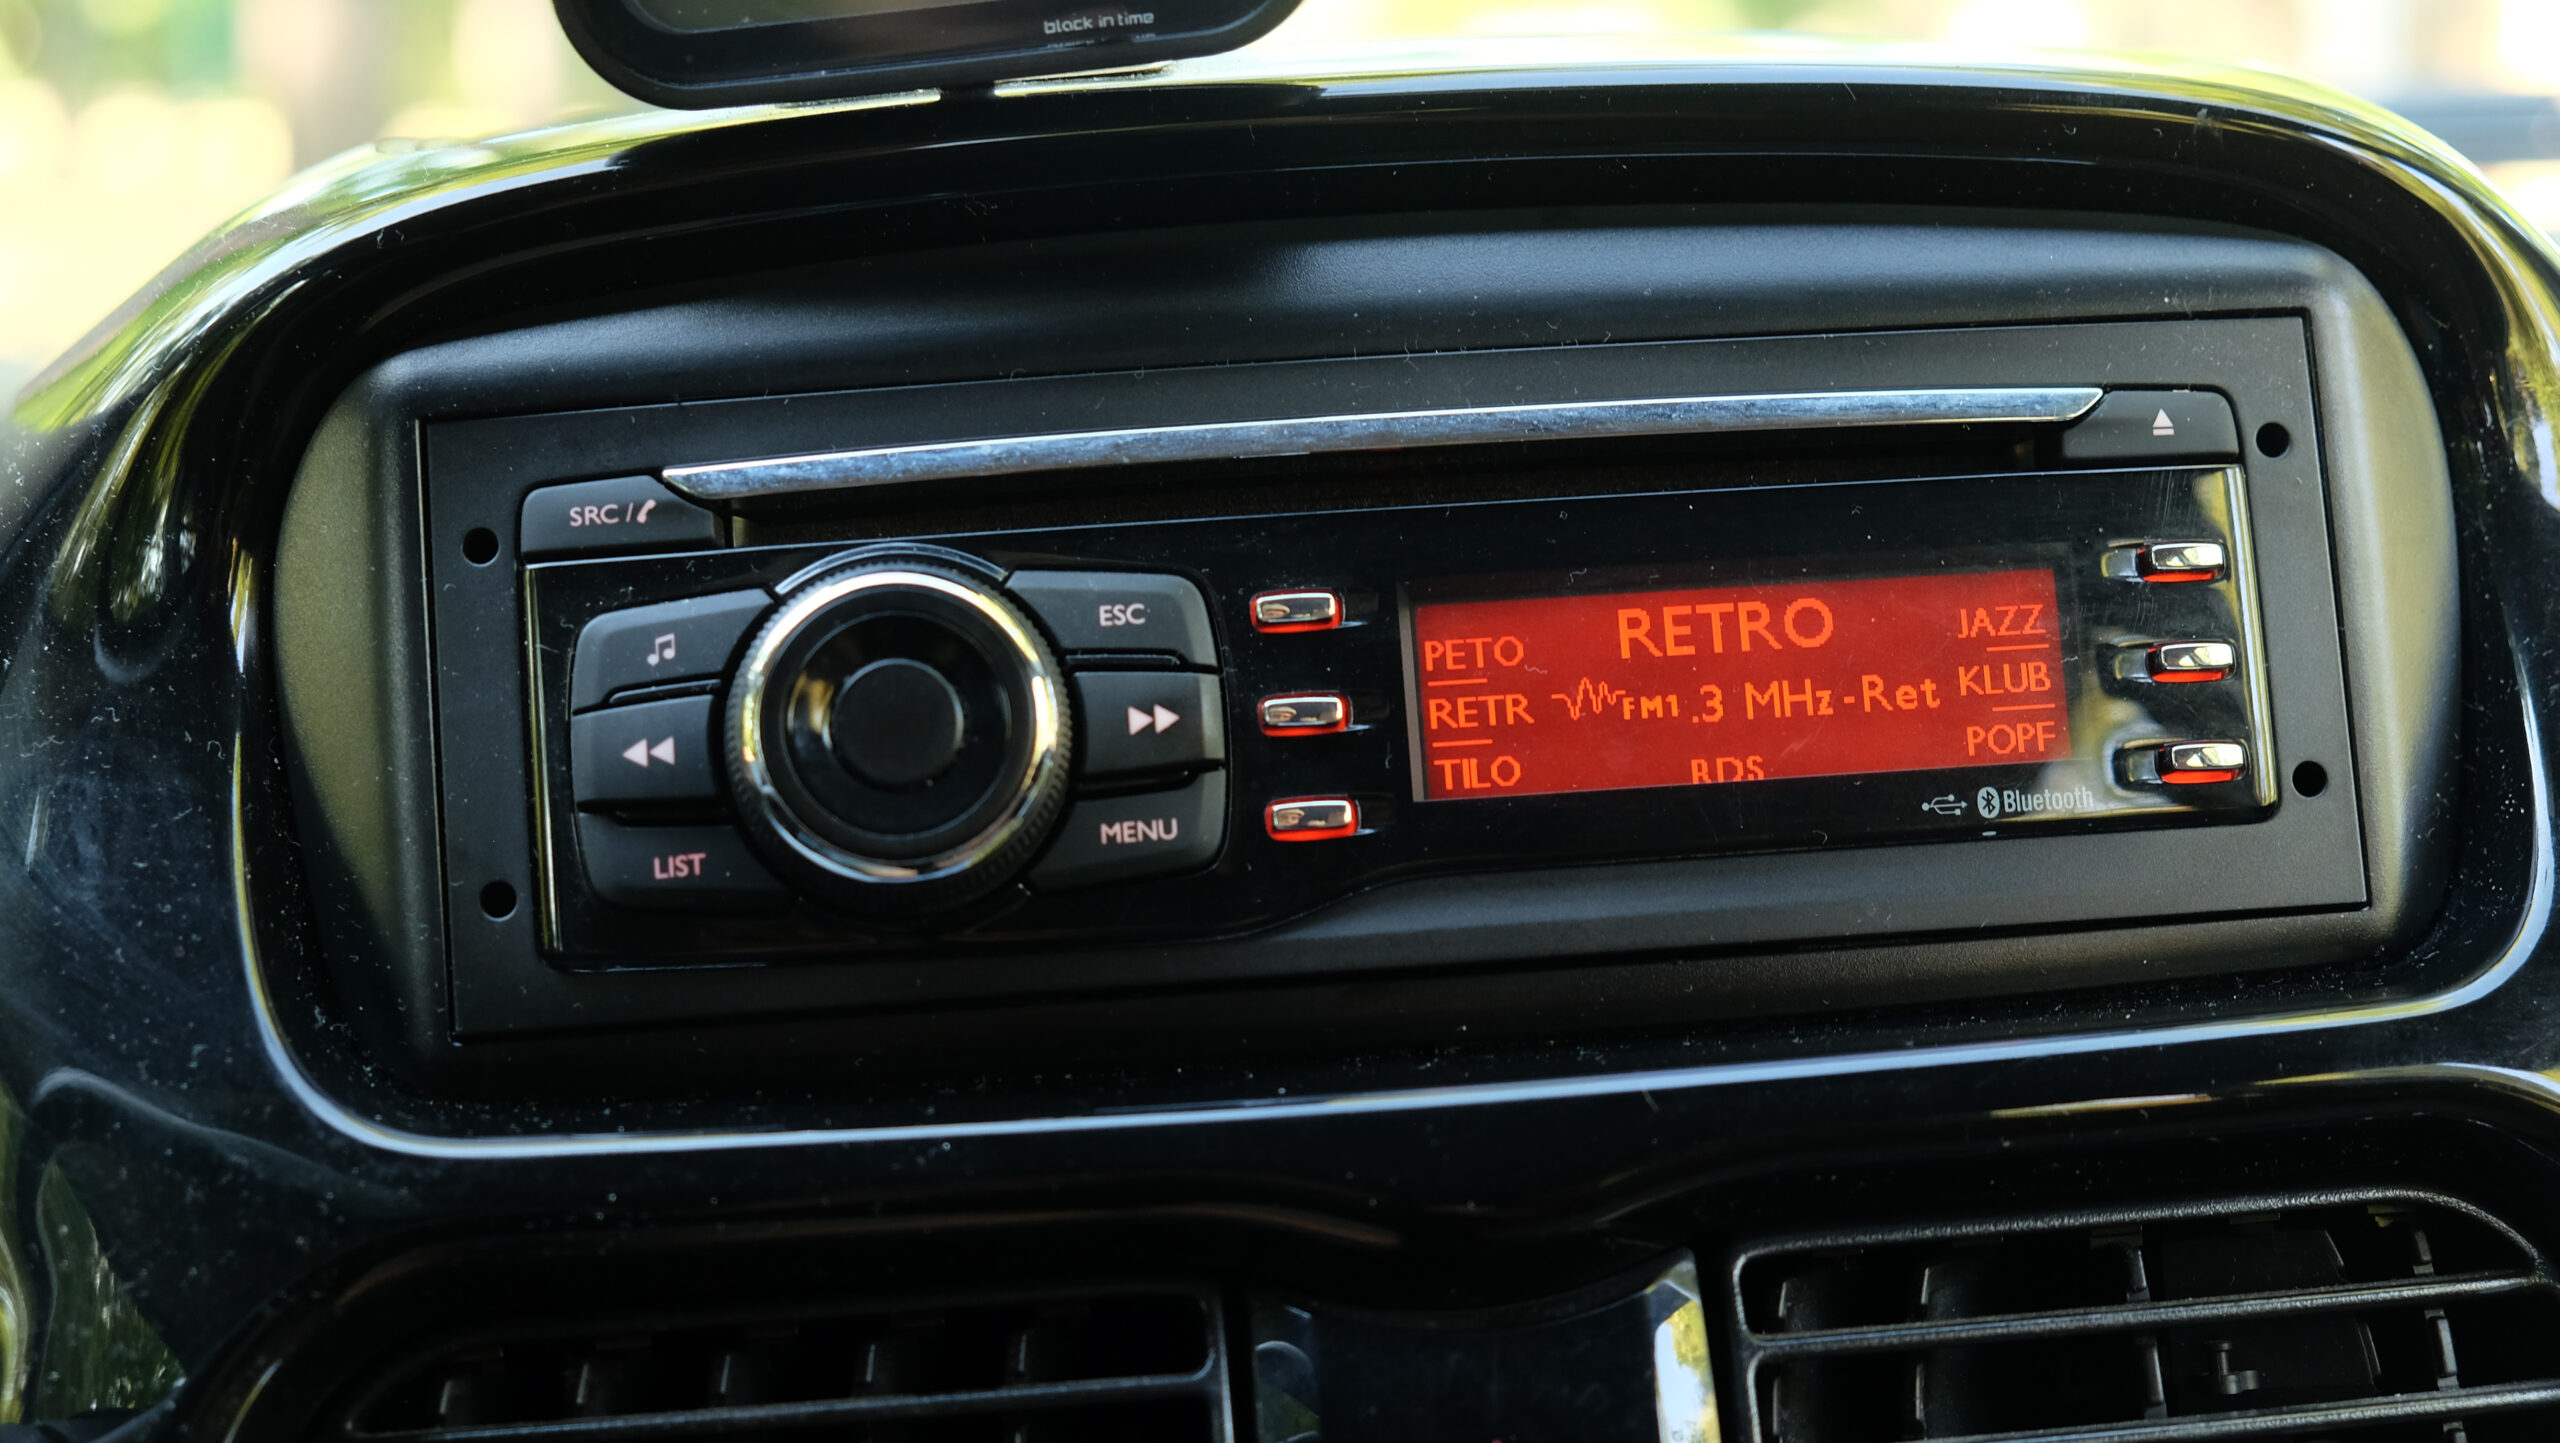 black in time
SRC /
ESC
MENU
LIST
RETRO
PETO
RETR
TILO
FM1 .3 MHz-Ret
RDS
JAZZ
KLUB
POPF
Bluetooth